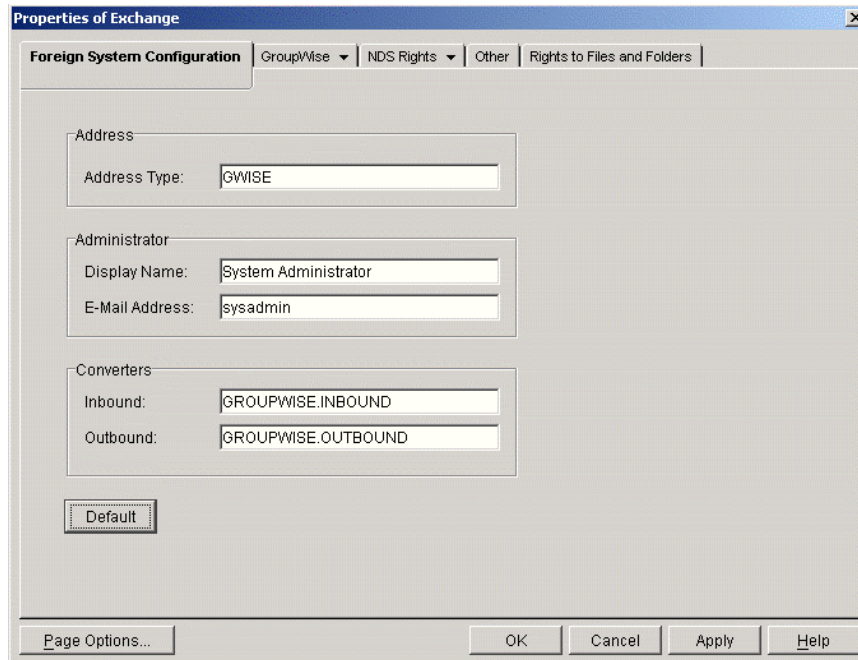 Properties of Exchange
Foreign System Configuration GroupWise NDS Rights Other Rights to Files and Folders
Address
Address Type: GWISE
Administrator
Display Name: System Administrator
E-Mail Address: sysadmin
Converters
Inbound: GROUPWISE.INBOUND
Outbound: GROUPWISE.OUTBOUND
Default
Page Options... OK Cancel Apply Help